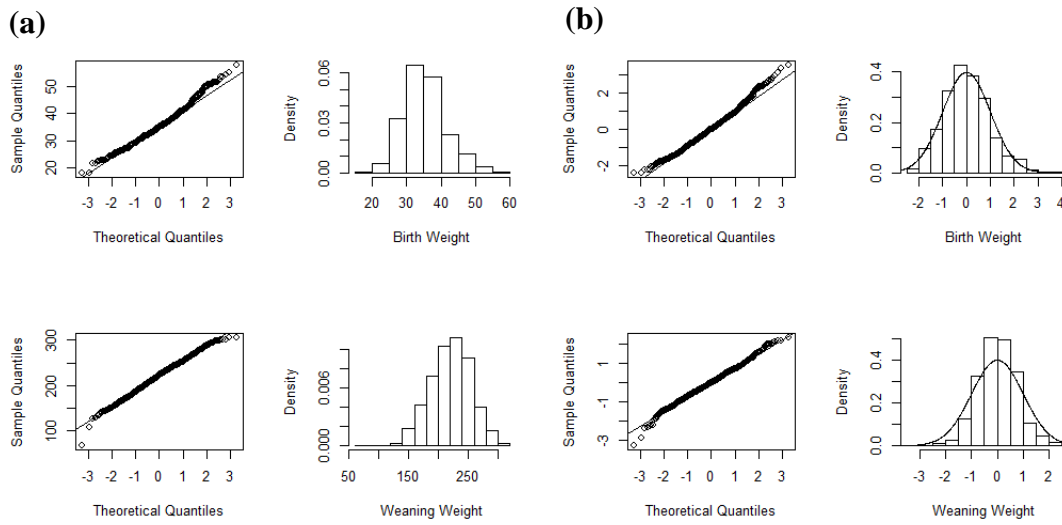 (a)
(b)
Sample Quantiles
20 30 40 50
-3 -2 -1 0 1 2 3
Theoretical Quantiles
Density
0.00 0.03 0.06
20 30 40 50 60
Birth Weight
Sample Quantiles
-2 0 2
-3 -2 -1 0 1 2 3
Theoretical Quantiles
Density
0.0 0.2 0.4
-2 -1 0 1 2 3 4
Birth Weight
Sample Quantiles
100 200 300
-3 -2 -1 0 1 2 3
Theoretical Quantiles
Density
0.000 0.006
50 150 250
Weaning Weight
Sample Quantiles
-3 -1 1
-3 -2 -1 0 1 2 3
Theoretical Quantiles
Density
0.0 0.2 0.4
-3 -2 -1 0 1 2
Weaning Weight